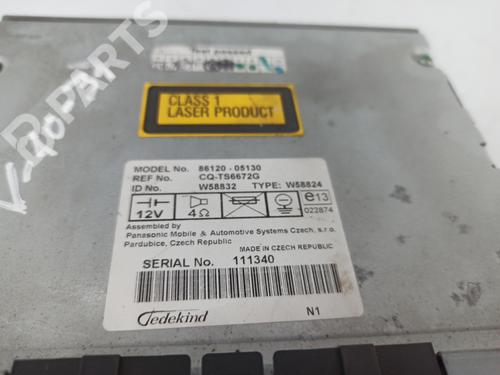 Test passed
CLASS 1
LASER PRODUCT
MODEL No. 86120 - 05130
REF No. CQ-TS6672G
ID No. W58832 TYPE: W58824
12V 4Ω e13
022874
Assembled by
Panasonic Mobile & Automotive Systems Czech, s.r.o.
Pardubice, Czech Republic
MADE IN CZECH REPUBLIC
SERIAL No. 111340
Tedekind N1
PARTS